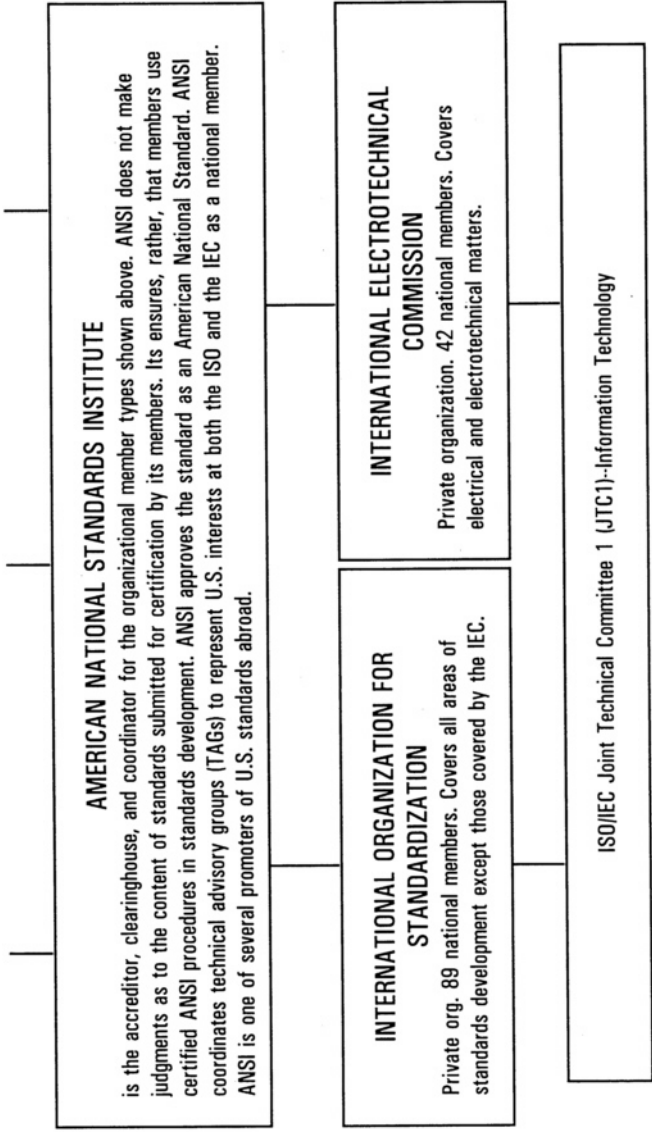 AMERICAN NATIONAL STANDARDS INSTITUTE
is the accreditor, clearinghouse, and coordinator for the organizational member types shown above. ANSI does not make
judgments as to the content of standards submitted for certification by its members. Its ensures, rather, that members use
certified ANSI procedures in standards development. ANSI approves the standard as an American National Standard. ANSI
coordinates technical advisory groups (TAGs) to represent U.S. interests at both the ISO and the IEC as a national member.
ANSI is one of several promoters of U.S. standards abroad.
INTERNATIONAL ORGANIZATION FOR
STANDARDIZATION
Private org. 89 national members. Covers all areas of
standards development except those covered by the IEC.
INTERNATIONAL ELECTROTECHNICAL
COMMISSION
Private organization. 42 national members. Covers
electrical and electrotechnical matters.
ISO/IEC Joint Technical Committee 1 (JTC1)--Information Technology